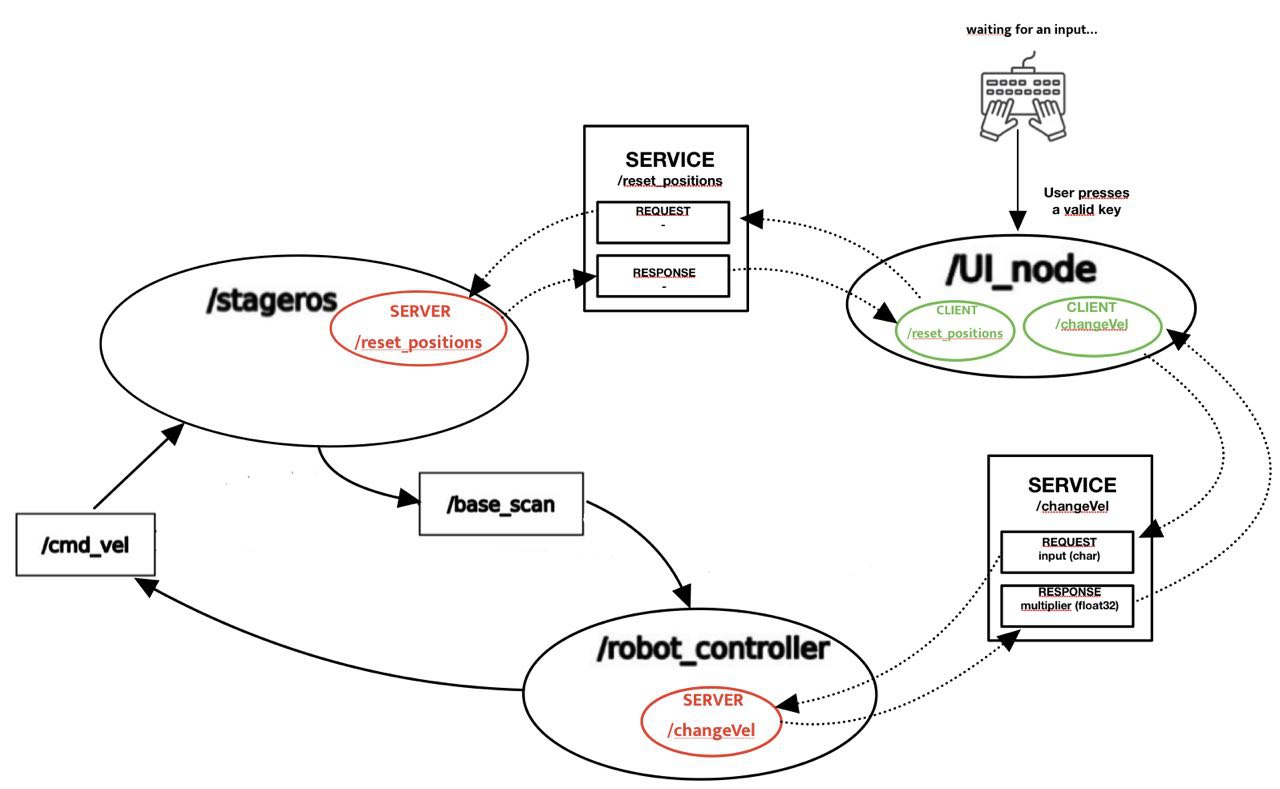 waiting for an input...
User presses
a valid key
SERVICE
/reset_positions
REQUEST
-
RESPONSE
-
/UI_node
CLIENT
/reset_positions
CLIENT
/changeVel
/stageros
SERVER
/reset_positions
/base_scan
/cmd_vel
SERVICE
/changeVel
REQUEST
input (char)
RESPONSE
multiplier (float32)
/robot_controller
SERVER
/changeVel